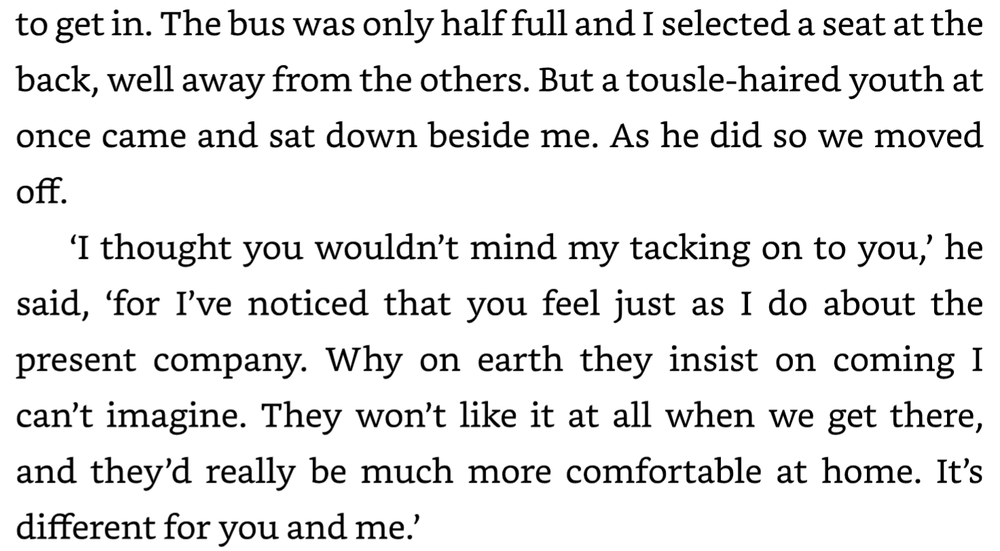 to get in. The bus was only half full and I selected a seat at the
back, well away from the others. But a tousle-haired youth at
once came and sat down beside me. As he did so we moved
off.
‘I thought you wouldn’t mind my tacking on to you,’ he
said, ‘for I’ve noticed that you feel just as I do about the
present company. Why on earth they insist on coming I
can’t imagine. They won’t like it at all when we get there,
and they’d really be much more comfortable at home. It’s
different for you and me.’